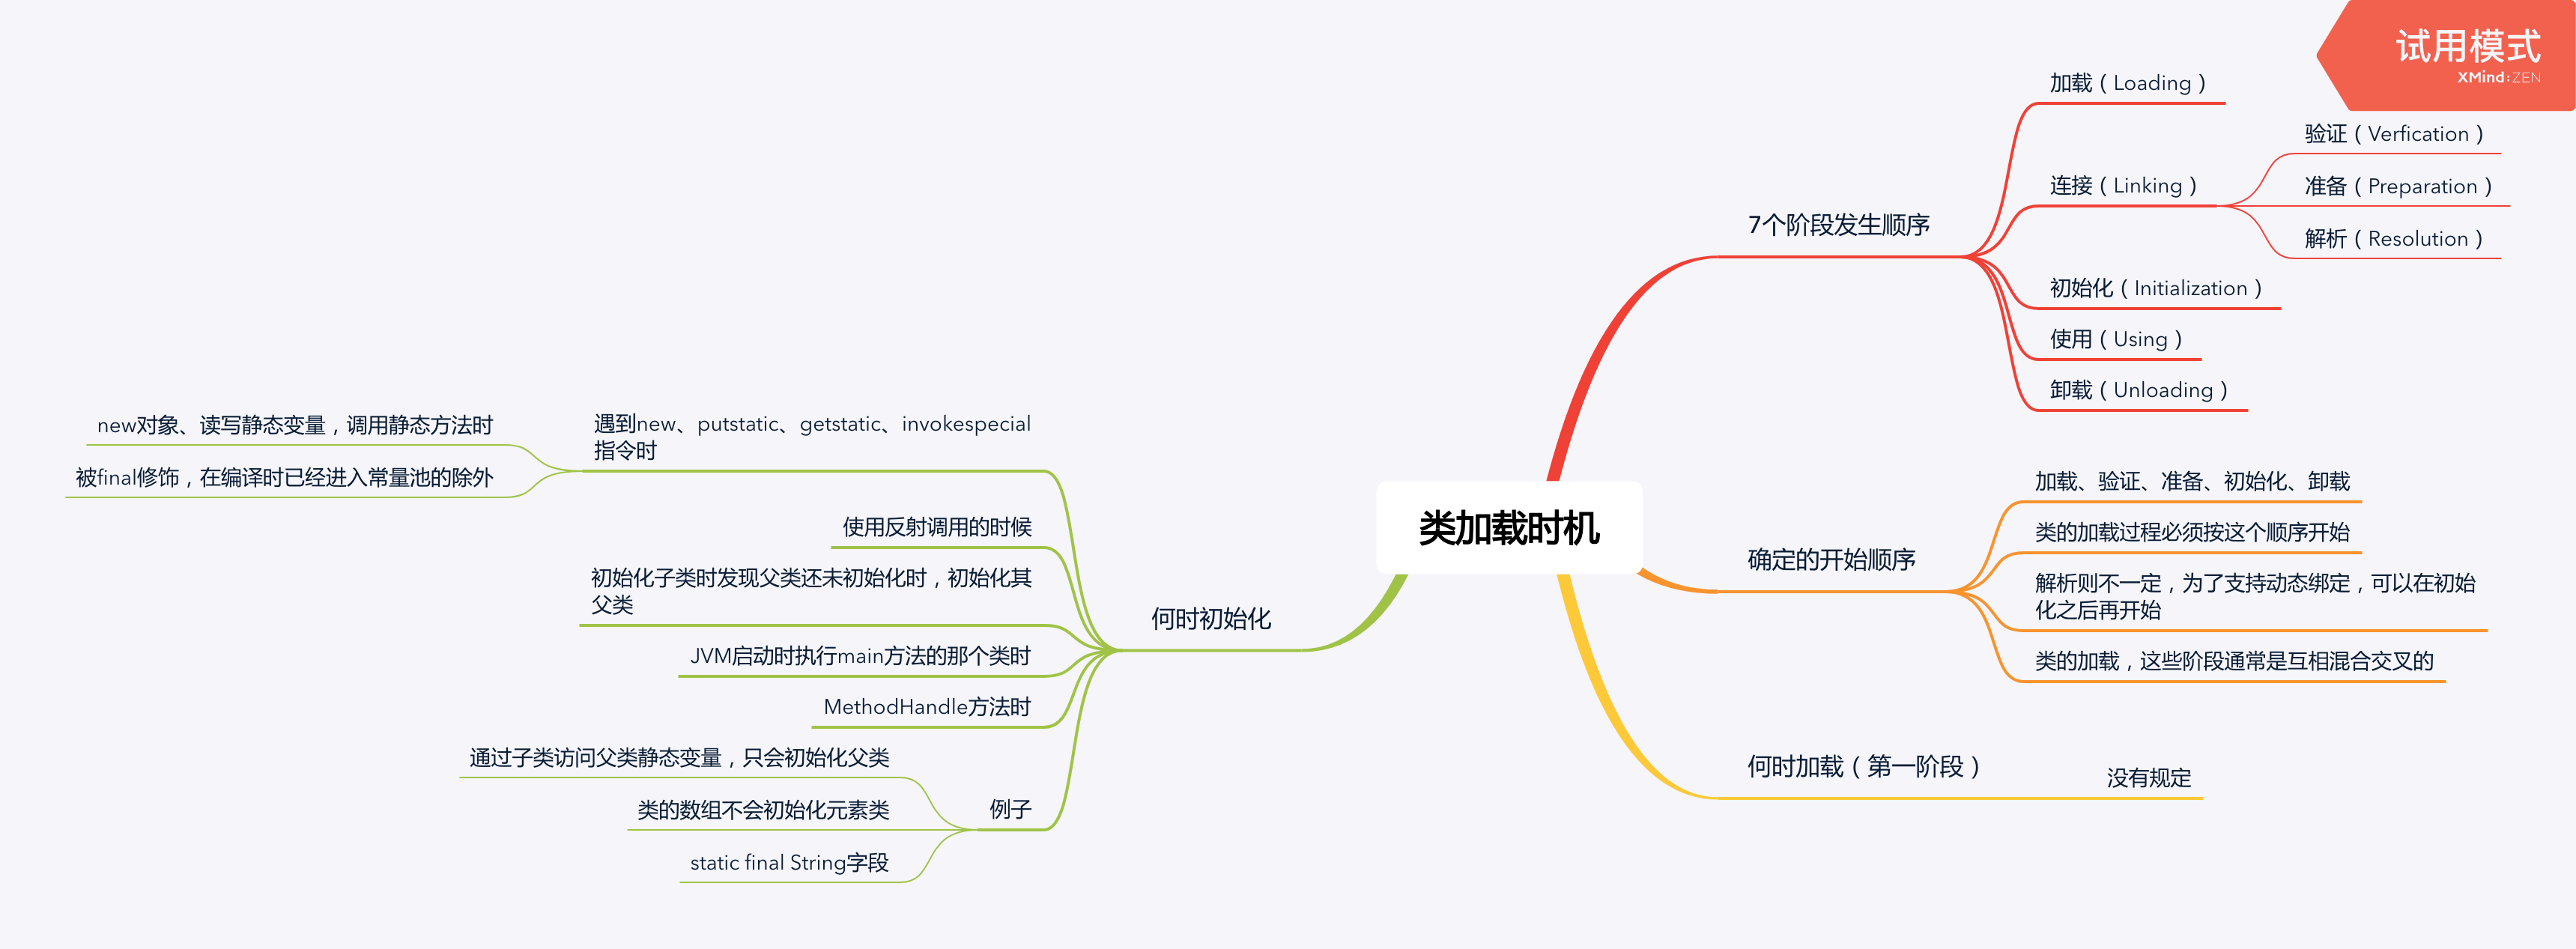 试用模式
XMind:ZEN
类加载时机
7个阶段发生顺序
加载（Loading）
连接（Linking）
验证（Verfication）
准备（Preparation）
解析（Resolution）
初始化（Initialization）
使用（Using）
卸载（Unloading）
确定的开始顺序
加载、验证、准备、初始化、卸载
类的加载过程必须按这个顺序开始
解析则不一定，为了支持动态绑定，可以在初始
化之后再开始
类的加载，这些阶段通常是互相混合交叉的
何时加载（第一阶段）
没有规定
何时初始化
遇到new、putstatic、getstatic、invokespecial
指令时
new对象、读写静态变量，调用静态方法时
被final修饰，在编译时已经进入常量池的除外
使用反射调用的时候
初始化子类时发现父类还未初始化时，初始化其
父类
JVM启动时执行main方法的那个类时
MethodHandle方法时
例子
通过子类访问父类静态变量，只会初始化父类
类的数组不会初始化元素类
static final String字段